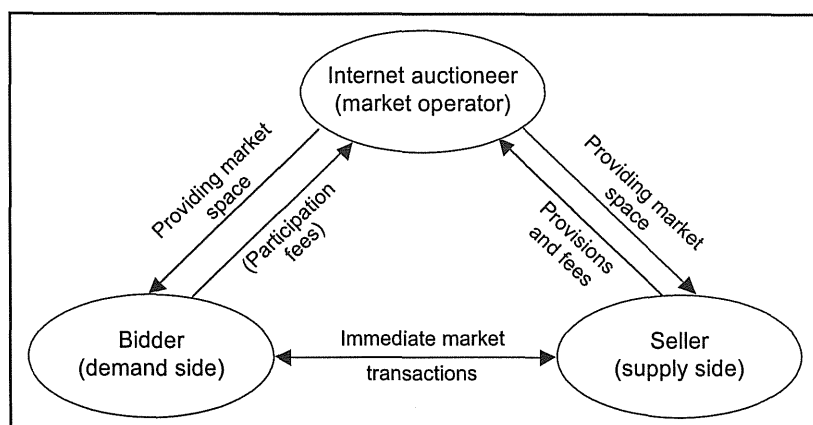 Internet auctioneer
(market operator)
Providing market
space
(Participation
fees)
Provisions
and fees
Providing market
space
Bidder
(demand side)
Immediate market
transactions
Seller
(supply side)